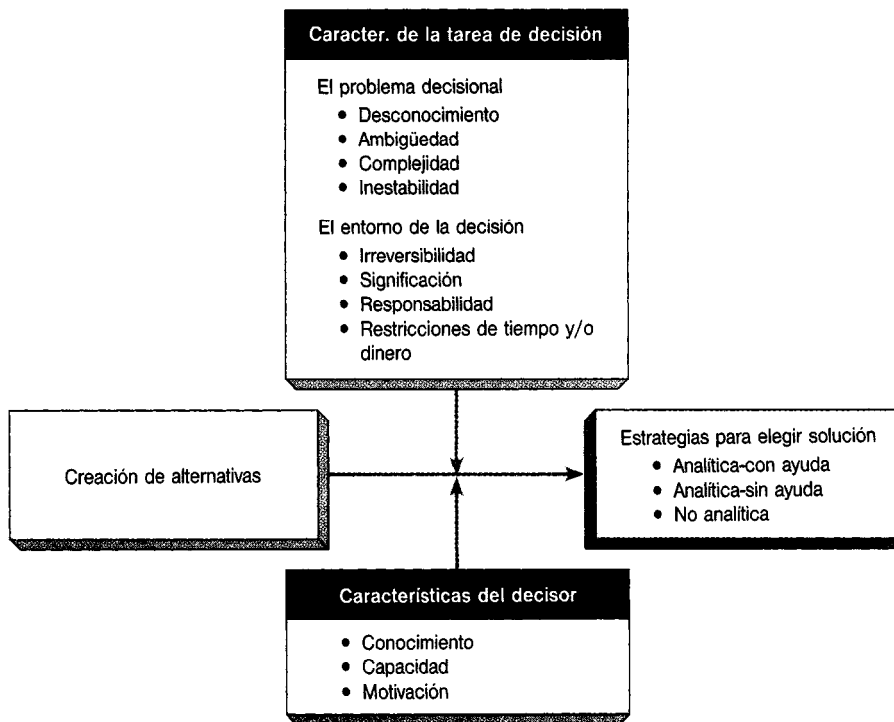 Caracter. de la tarea de decisión
El problema decisional
• Desconocimiento
• Ambigüedad
• Complejidad
• Inestabilidad
El entorno de la decisión
• Irreversibilidad
• Significación
• Responsabilidad
• Restricciones de tiempo y/o
dinero
Creación de alternativas
Estrategias para elegir solución
• Analítica-con ayuda
• Analítica-sin ayuda
• No analítica
Características del decisor
• Conocimiento
• Capacidad
• Motivación